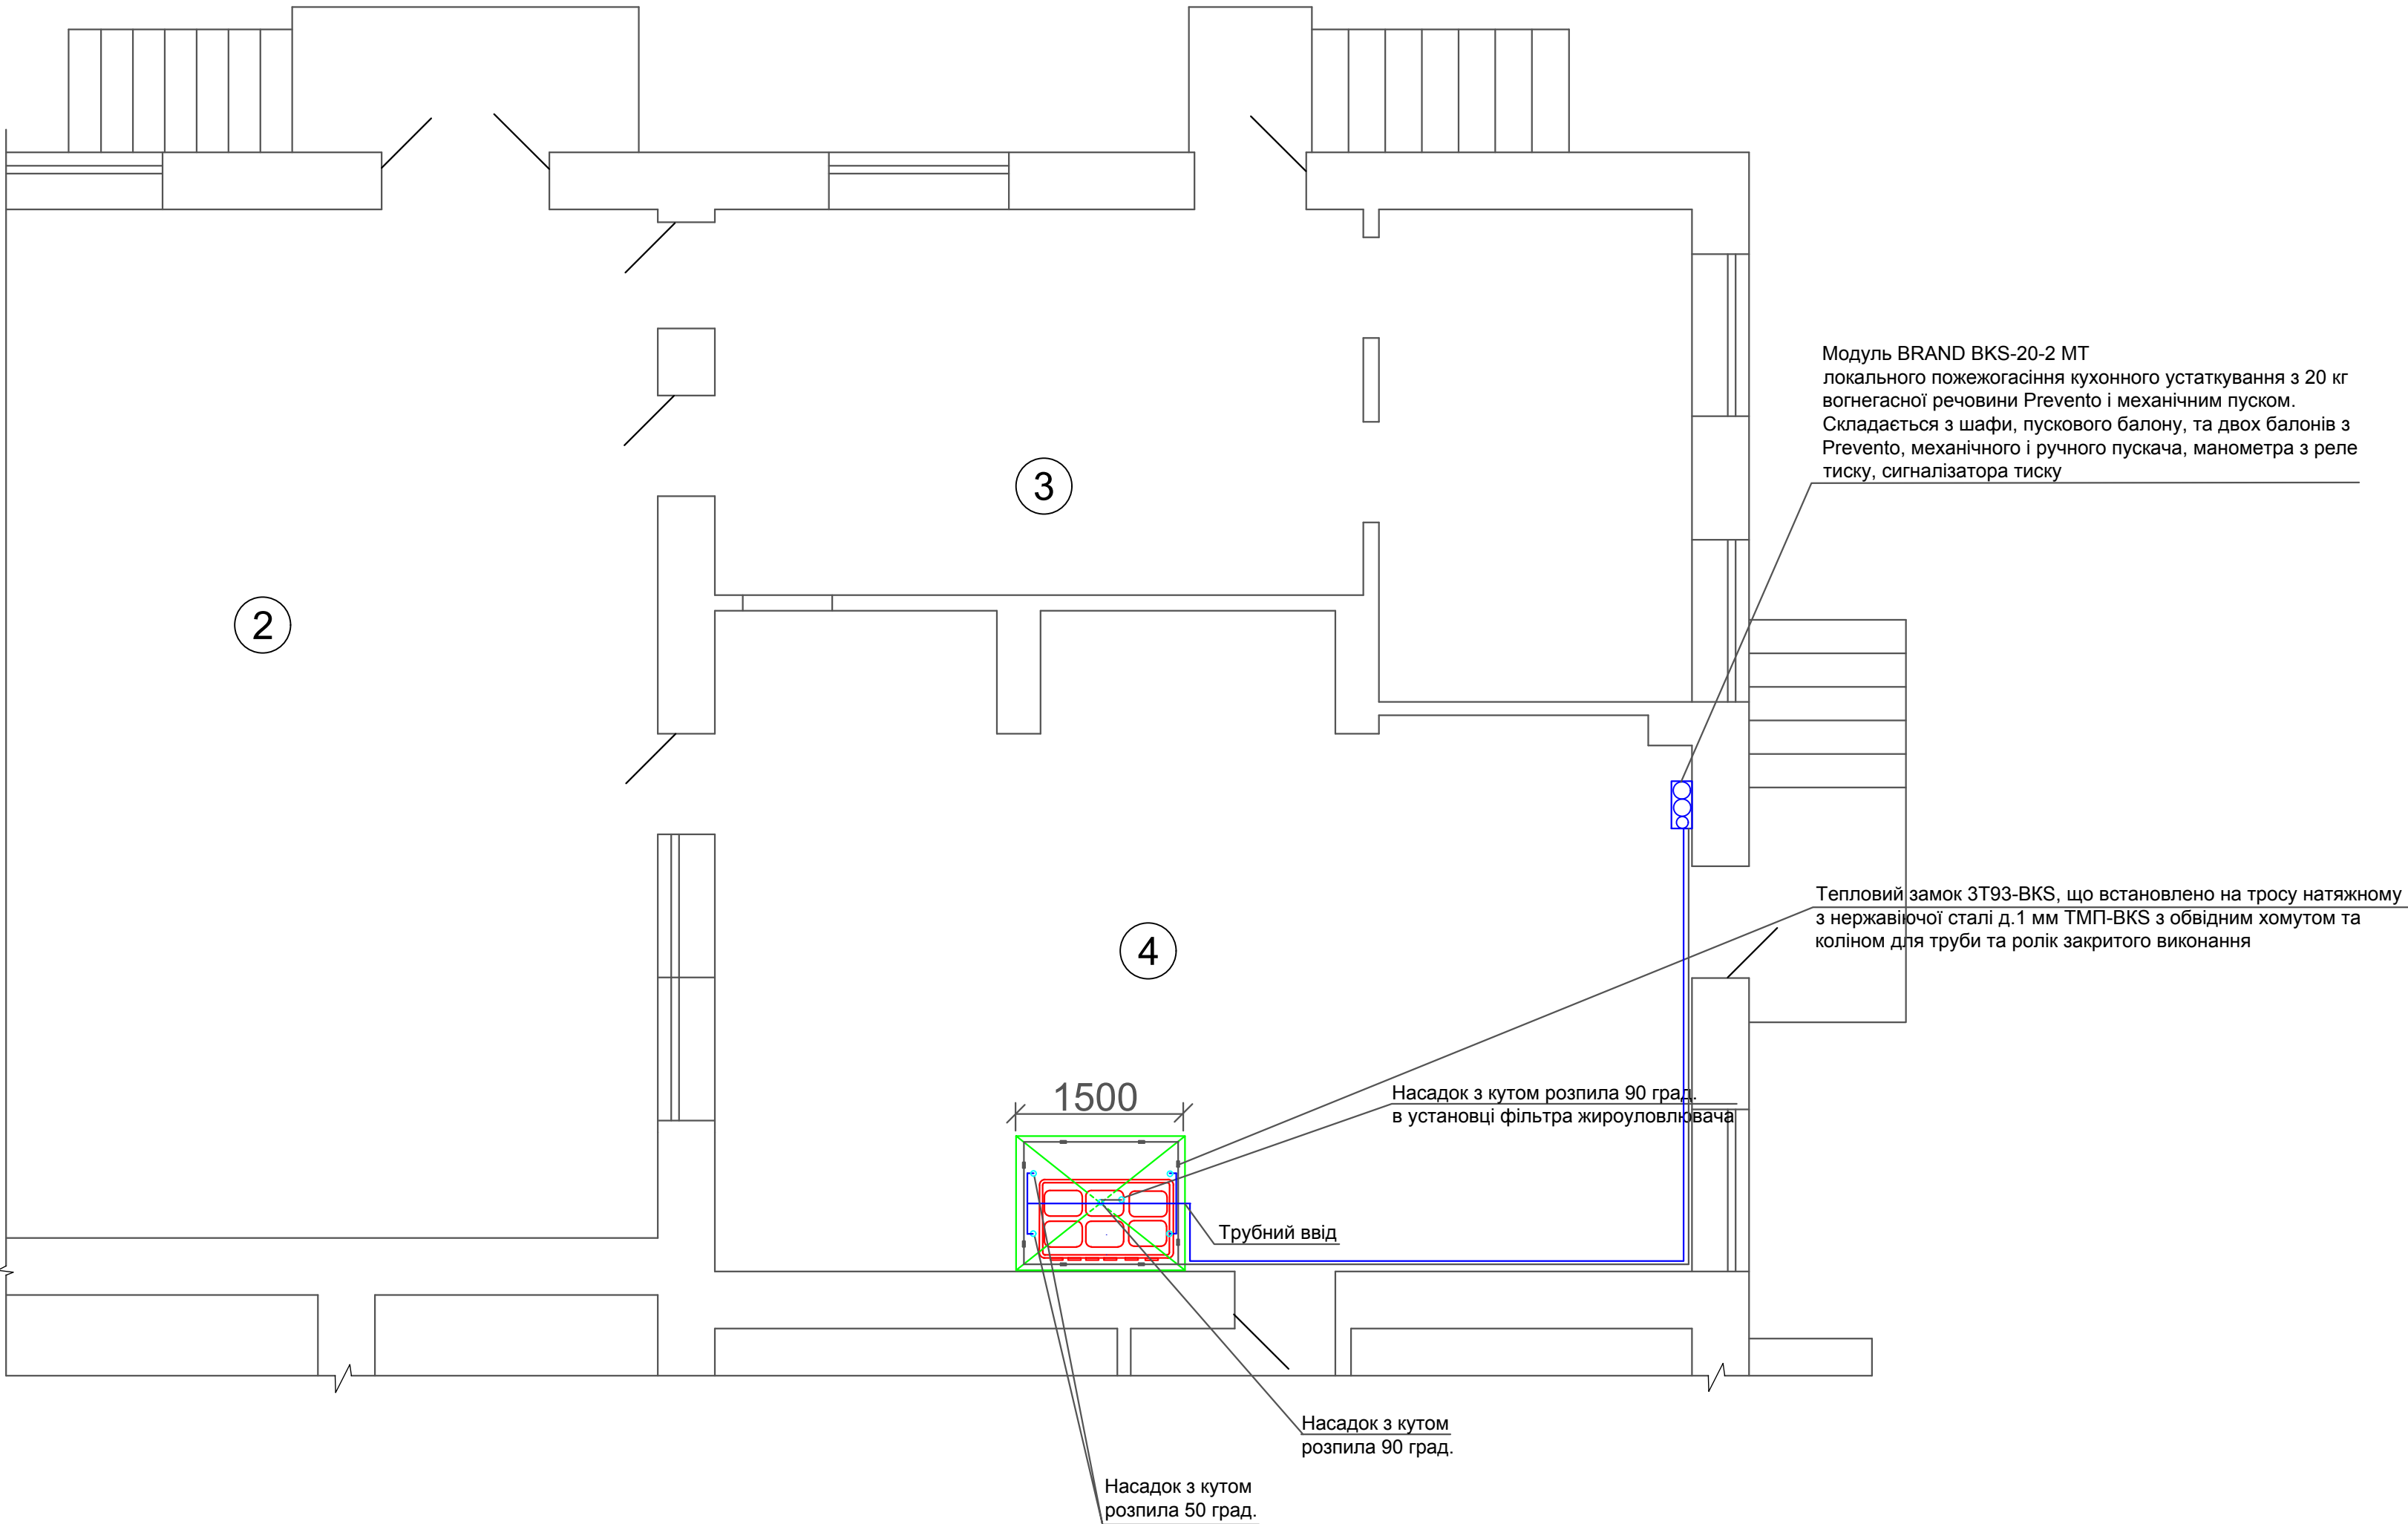 Модуль BRAND BKS-20-2 МТ
локального пожежогасіння кухонного устаткування з 20 кг
вогнегасної речовини Prevento і механічним пуском.
Складається з шафи, пускового балону, та двох балонів з
Prevento, механічного і ручного пускача, манометра з реле
тиску, сигналізатора тиску
3
2
Тепловий замок ЗТ93-BKS, що встановлено на тросу натяжному
з нержавіючої сталі д.1 мм ТМП-BKS з обвідним хомутом та
коліном для труби та ролік закритого виконання
4
1500
Насадок з кутом розпила 90 град.
в установці фільтра жироуловлювача
Трубний ввід
Насадок з кутом
розпила 90 град.
Насадок з кутом
розпила 50 град.